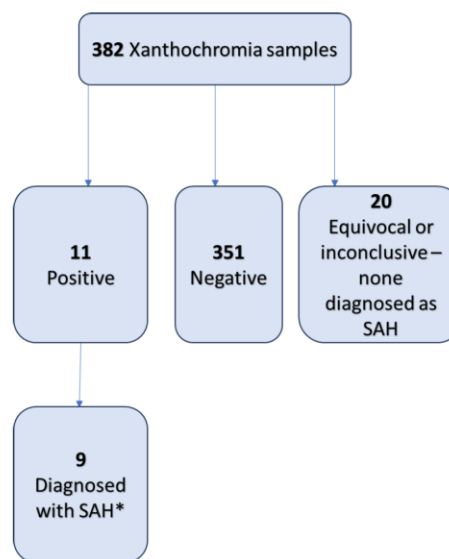 382 Xanthochromia samples
11
Positive
351
Negative
20
Equivocal or
inconclusive –
none
diagnosed as
SAH
9
Diagnosed
with SAH*